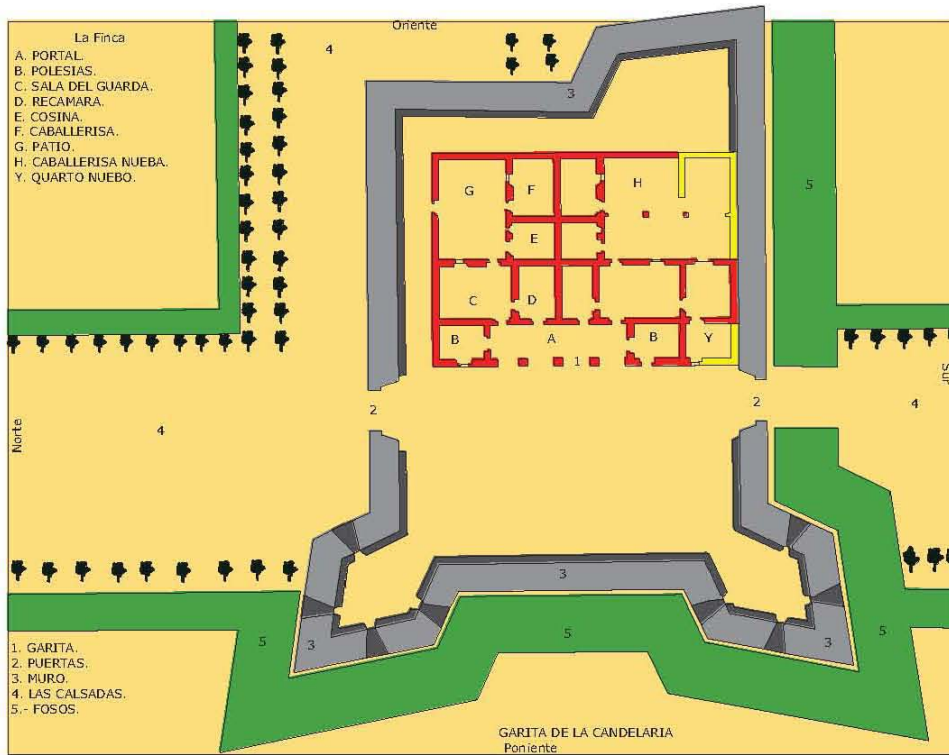 Oriente
La Finca
A. PORTAL.
B. POLESIAS.
C. SALA DEL GUARDA.
D. RECAMARA.
E. COSINA.
F. CABALLERISA.
G. PATIO.
H. CABALLERISA NUEBA.
Y. QUARTO NUEBO.
4
3
G
F
H
5
E
C
D
B
A
B
Y
1
2
2
4
4
Norte
Sur
3
5
3
5
3
5
1. GARITA.
2. PUERTAS.
3. MURO.
4. LAS CALSADAS.
5.- FOSOS.
GARITA DE LA CANDELARIA
Poniente